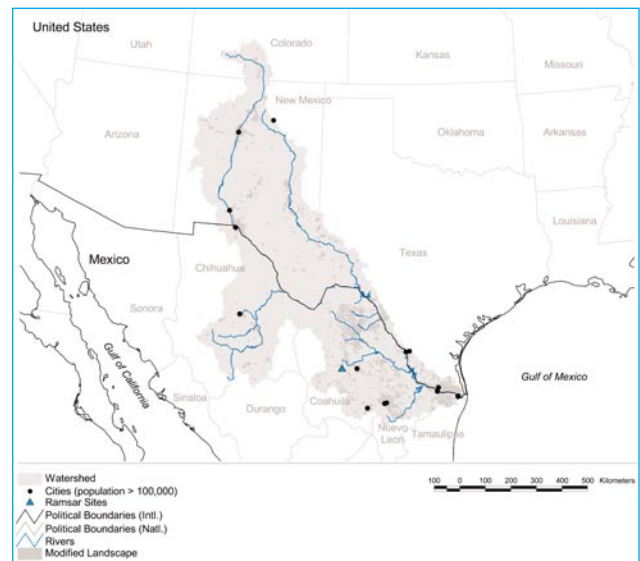 United States
Utah
Colorado
Kansas
Missouri
New Mexico
Arizona
Oklahoma
Arkansas
Louisiana
Texas
Mexico
Chihuahua
Sonora
Gulf of California
Gulf of Mexico
Sinaloa
Durango
Coahuila
Nuevo
Leon
Tamaulipas
Watershed
Cities (population > 100,000)
Ramsar Sites
Political Boundaries (Intl.)
Political Boundaries (Natl.)
Rivers
Modified Landscape
100 0 100 200 300 400 500 Kilometers